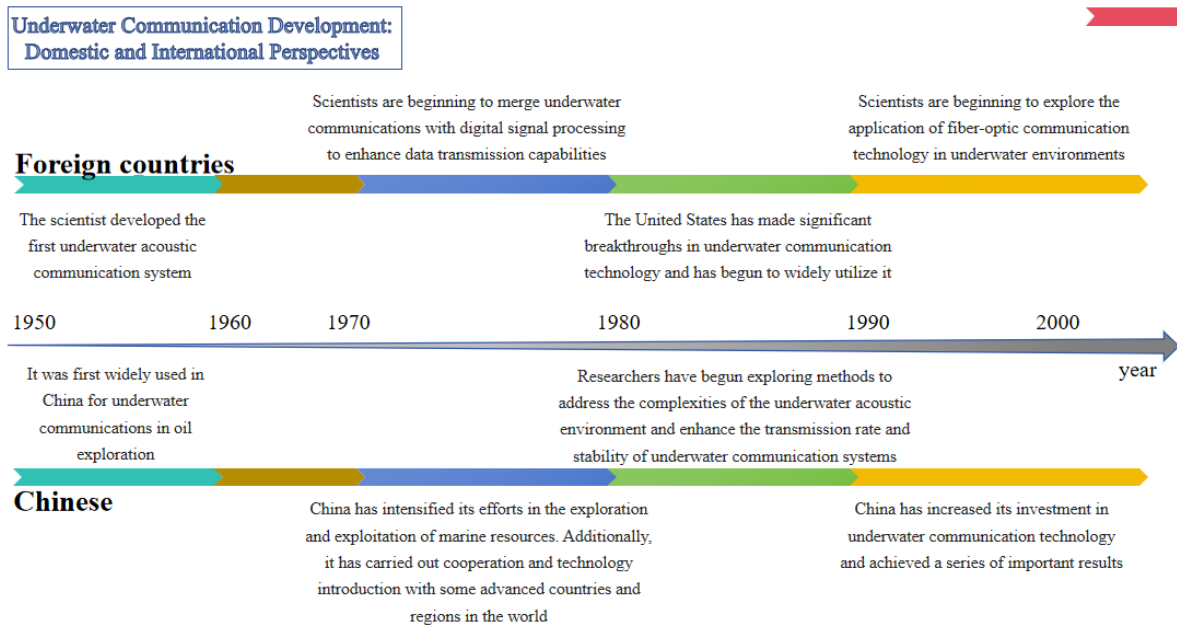 Underwater Communication Development:
Domestic and International Perspectives
Scientists are beginning to merge underwater
communications with digital signal processing
to enhance data transmission capabilities
Scientists are beginning to explore the
application of fiber-optic communication
technology in underwater environments
Foreign countries
The scientist developed the
first underwater acoustic
communication system
The United States has made significant
breakthroughs in underwater communication
technology and has begun to widely utilize it
1950 1960 1970 1980 1990 2000
year
It was first widely used in
China for underwater
communications in oil
exploration
Researchers have begun exploring methods to
address the complexities of the underwater acoustic
environment and enhance the transmission rate and
stability of underwater communication systems
Chinese
China has intensified its efforts in the exploration
and exploitation of marine resources. Additionally,
it has carried out cooperation and technology
introduction with some advanced countries and
regions in the world
China has increased its investment in
underwater communication technology
and achieved a series of important results